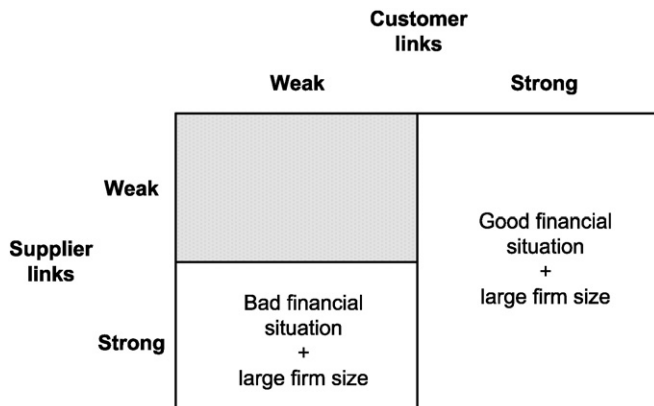 Customer
links
Weak
Strong
Weak
Supplier
links
Strong
Good financial
situation
+
large firm size
Bad financial
situation
+
large firm size